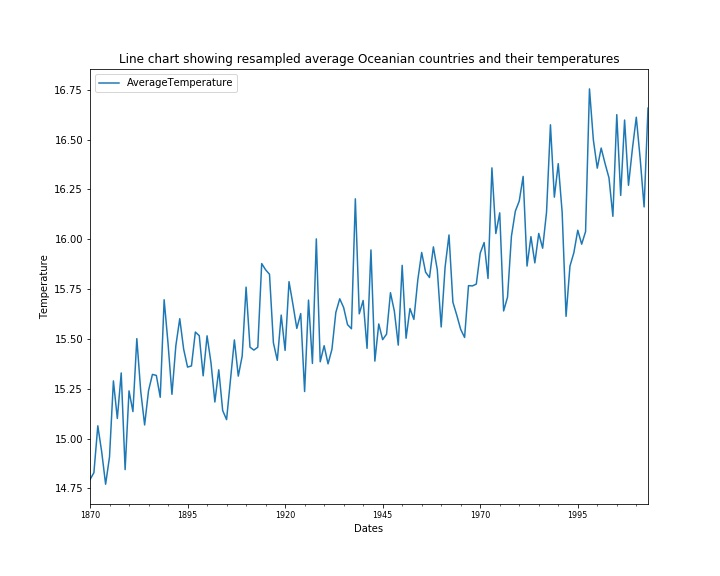 Line chart showing resampled average Oceanian countries and their temperatures
AverageTemperature
16.75
16.50
16.25
16.00
15.75
15.50
15.25
15.00
14.75
Temperature
1870 1895 1920 1945 1970 1995
Dates